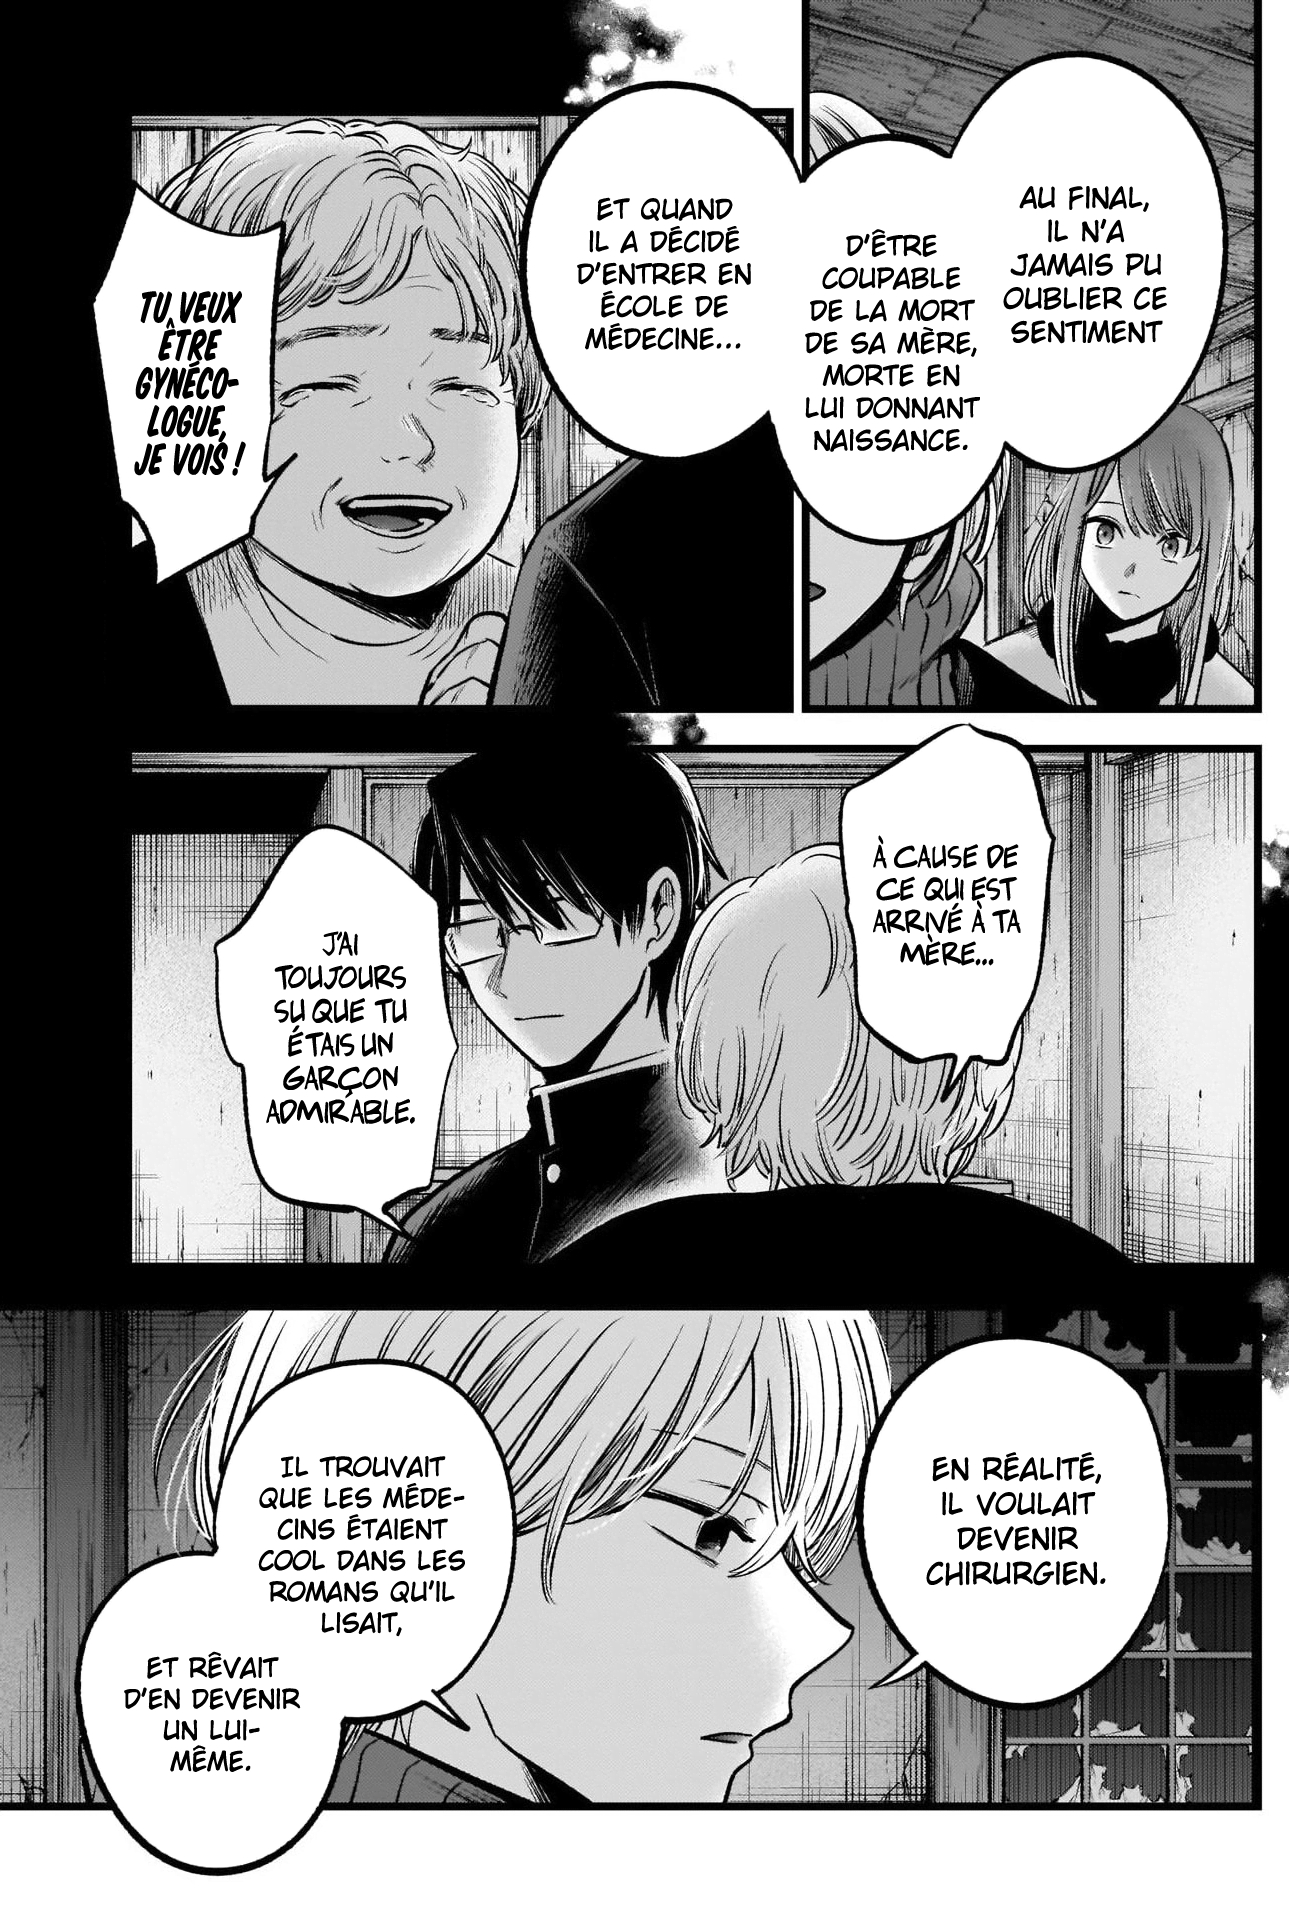 AU FINAL,
IL N'A
JAMAIS PU
OUBLIER CE
SENTIMENT
D'ÊTRE
COUPABLE
DE LA MORT
DE SA MÈRE,
MORTE EN
LUI DONNANT
NAISSANCE.
ET QUAND
IL A DÉCIDÉ
D'ENTRER EN
ÉCOLE DE
MÉDECINE...
TU VEUX
ÊTRE
GYNÉCO-
LOGUE,
JE VOIS !
À CAUSE DE
CE QUI EST
ARRIVÉ À TA
MÈRE...
J'AI
TOUJOURS
SU QUE TU
ÉTAIS UN
GARÇON
ADMIRABLE.
EN RÉALITÉ,
IL VOULAIT
DEVENIR
CHIRURGIEN.
IL TROUVAIT
QUE LES MÉDE-
CINS ÉTAIENT
COOL DANS LES
ROMANS QU'IL
LISAIT,
ET RÊVAIT
D'EN DEVENIR
UN LUI-
MÊME.